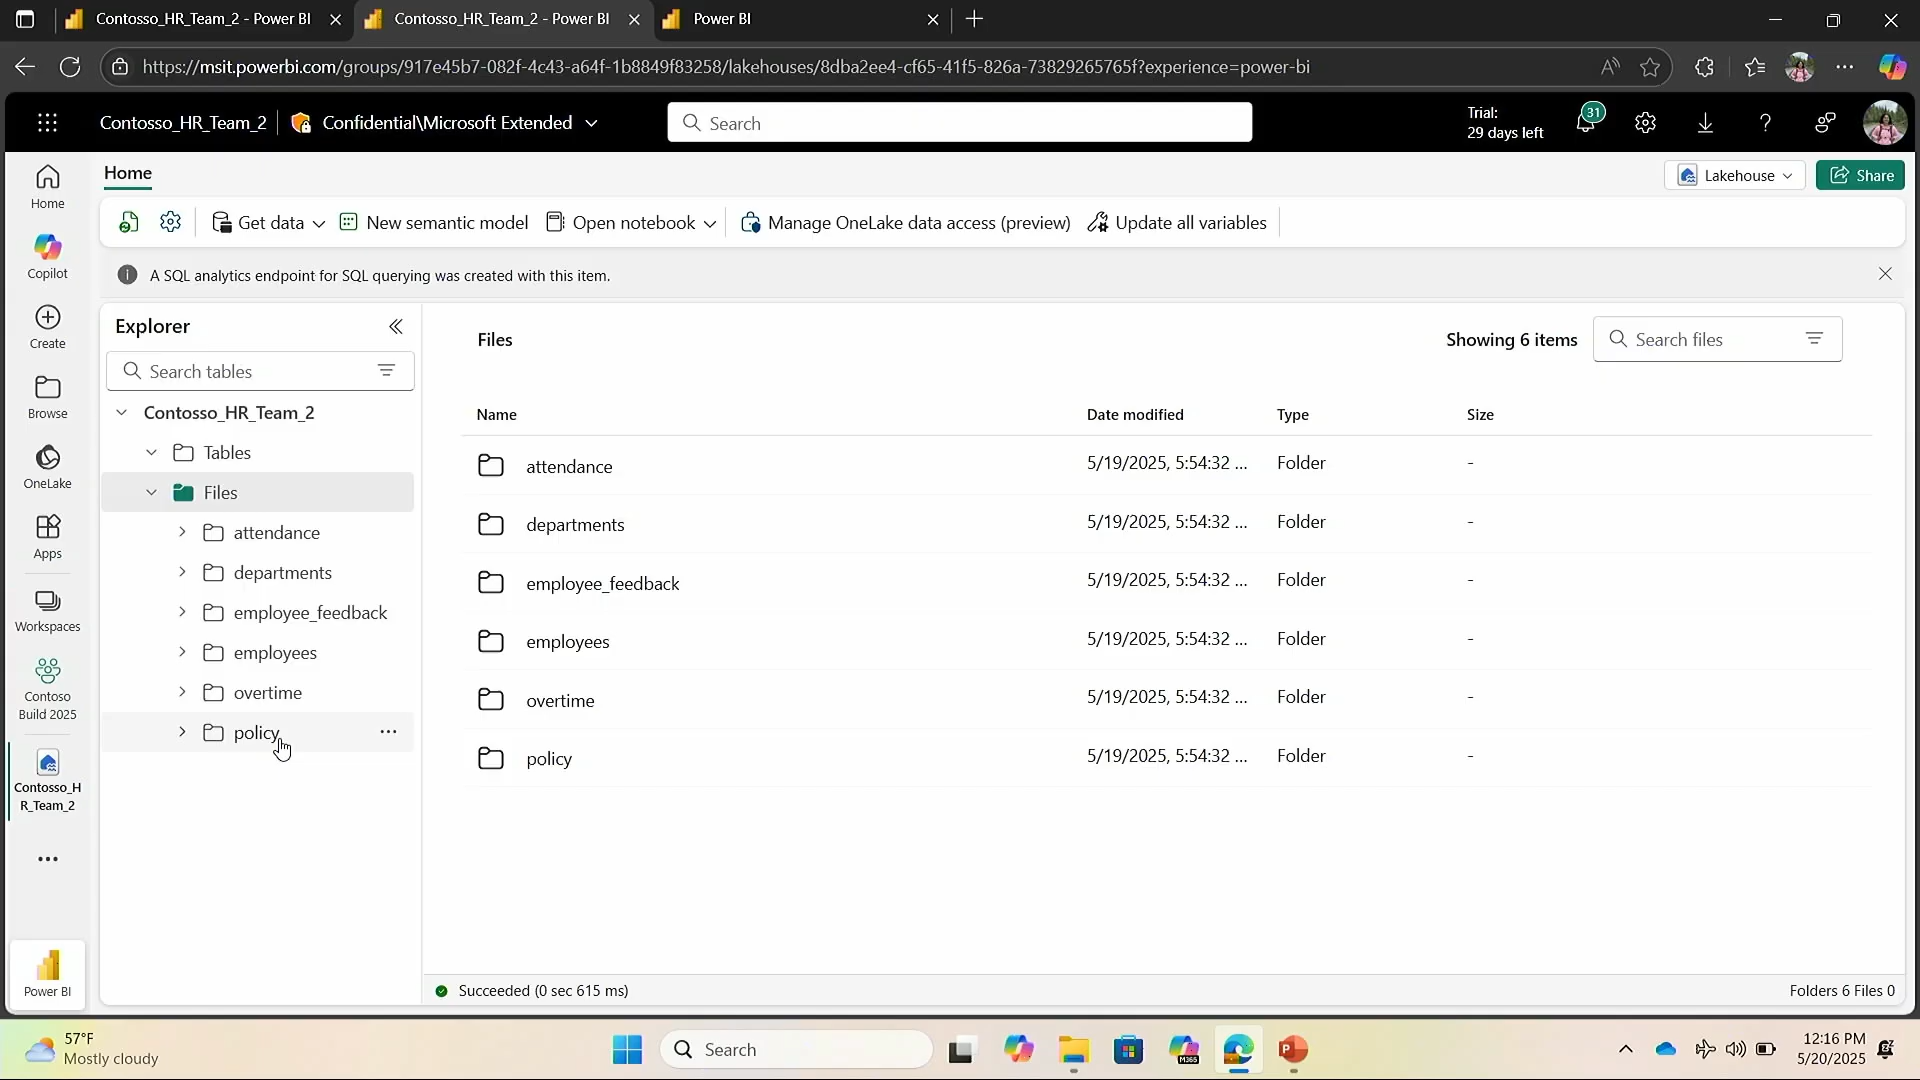 Contosso_HR_Team_2 - Power BI
Contosso_HR_Team_2 - Power BI
Power BI
https://msit.powerbi.com/groups/917e45b7-082f-4c43-a64f-1b8849f83258/lakehouses/8dba2ee4-cf65-41f5-826a-73829265765f?experience=power-bi
Contosso_HR_Team_2
Confidential\Microsoft Extended
Search
Trial:
29 days left
31
Home
Lakehouse
Share
Get data
New semantic model
Open notebook
Manage OneLake data access (preview)
Update all variables
A SQL analytics endpoint for SQL querying was created with this item.
Home
Copilot
Create
Browse
OneLake
Apps
Workspaces
Contoso
Build 2025
Contosso_H
R_Team_2
Power BI
Explorer
Search tables
Contosso_HR_Team_2
Tables
Files
attendance
departments
employee_feedback
employees
overtime
policy
Files
Showing 6 items
Search files
Name Date modified Type Size
attendance 5/19/2025, 5:54:32 ... Folder -
departments 5/19/2025, 5:54:32 ... Folder -
employee_feedback 5/19/2025, 5:54:32 ... Folder -
employees 5/19/2025, 5:54:32 ... Folder -
overtime 5/19/2025, 5:54:32 ... Folder -
policy 5/19/2025, 5:54:32 ... Folder -
Succeeded (0 sec 615 ms)
Folders 6 Files 0
57°F
Mostly cloudy
Search
M365
12:16 PM
5/20/2025